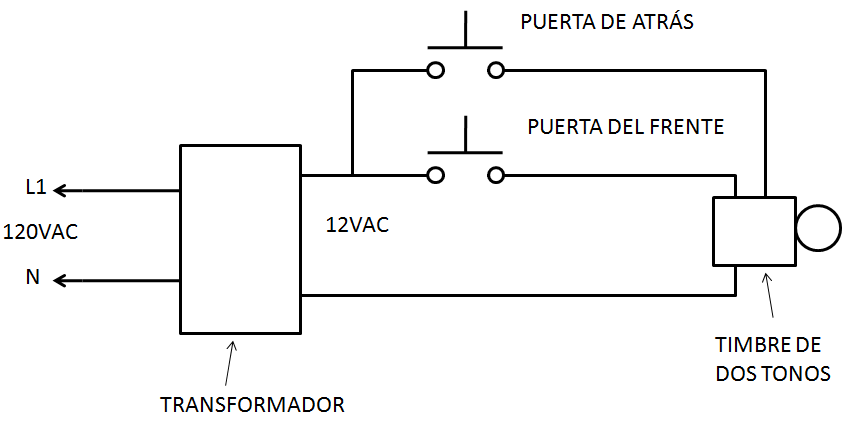 PUERTA DE ATRÁS
PUERTA DEL FRENTE
L1
120VAC
N
12VAC
TIMBRE DE
DOS TONOS
TRANSFORMADOR